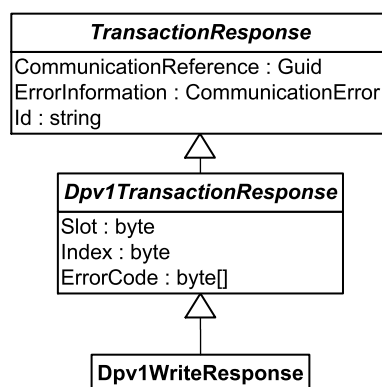 TransactionResponse
CommunicationReference : Guid
ErrorInformation : CommunicationError
Id : string
Dpv1TransactionResponse
Slot : byte
Index : byte
ErrorCode : byte[]
Dpv1WriteResponse